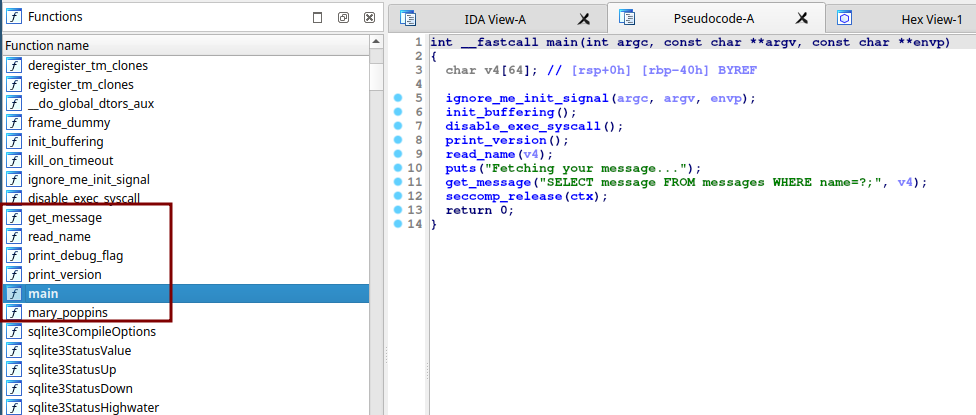 Functions
Function name
deregister_tm_clones
register_tm_clones
__do_global_dtors_aux
frame_dummy
init_buffering
kill_on_timeout
ignore_me_init_signal
disable_exec_syscall
get_message
read_name
print_debug_flag
print_version
main
mary_poppins
sqlite3CompileOptions
sqlite3StatusValue
sqlite3StatusUp
sqlite3StatusDown
sqlite3StatusHighwater
IDA View-A
Pseudocode-A
Hex View-1
1 int __fastcall main(int argc, const char **argv, const char **envp)
2 {
3   char v4[64]; // [rsp+0h] [rbp-40h] BYREF
4
5   ignore_me_init_signal(argc, argv, envp);
6   init_buffering();
7   disable_exec_syscall();
8   print_version();
9   read_name(v4);
10   puts("Fetching your message...");
11   get_message("SELECT message FROM messages WHERE name=?;", v4);
12   seccomp_release(ctx);
13   return 0;
14 }